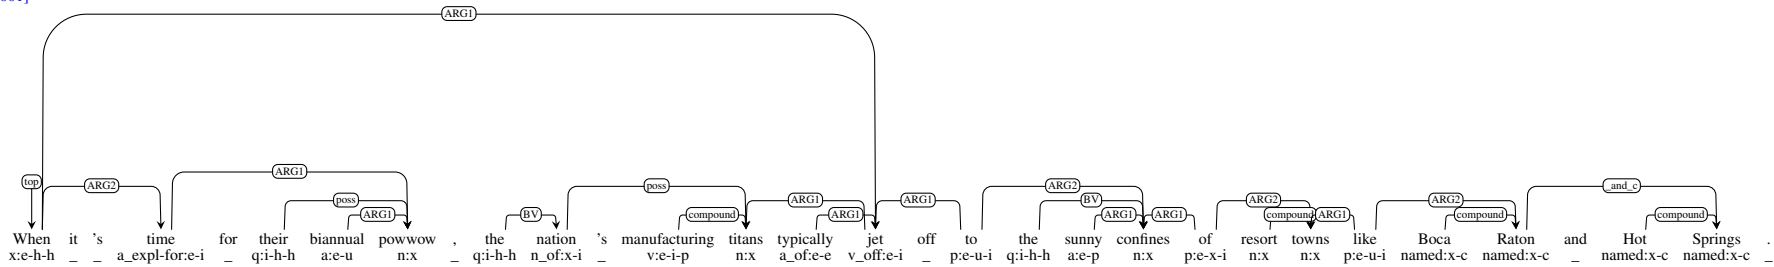 001]
ARG1
ARG1
top ARG2 poss ARG2 _and_c
poss ARG1 ARG1 BV ARG2 ARG2
ARG1 BV compound ARG1 ARG1 ARG1 compound ARG1 compound compound
When it 's time for their biannual powwow , the nation 's manufacturing titans typically jet off to the sunny confines of resort towns like Boca Raton and Hot Springs .
x:e-h-h _ _ a_expl-for:e-i _ q:i-h-h a:e-u n:x _ q:i-h-h n_of:x-i _ v:e-i-p n:x a_of:e-e v_off:e-i _ p:e-u-i q:i-h-h a:e-p n:x p:e-x-i n:x n:x p:e-u-i named:x-c named:x-c _ named:x-c named:x-c _